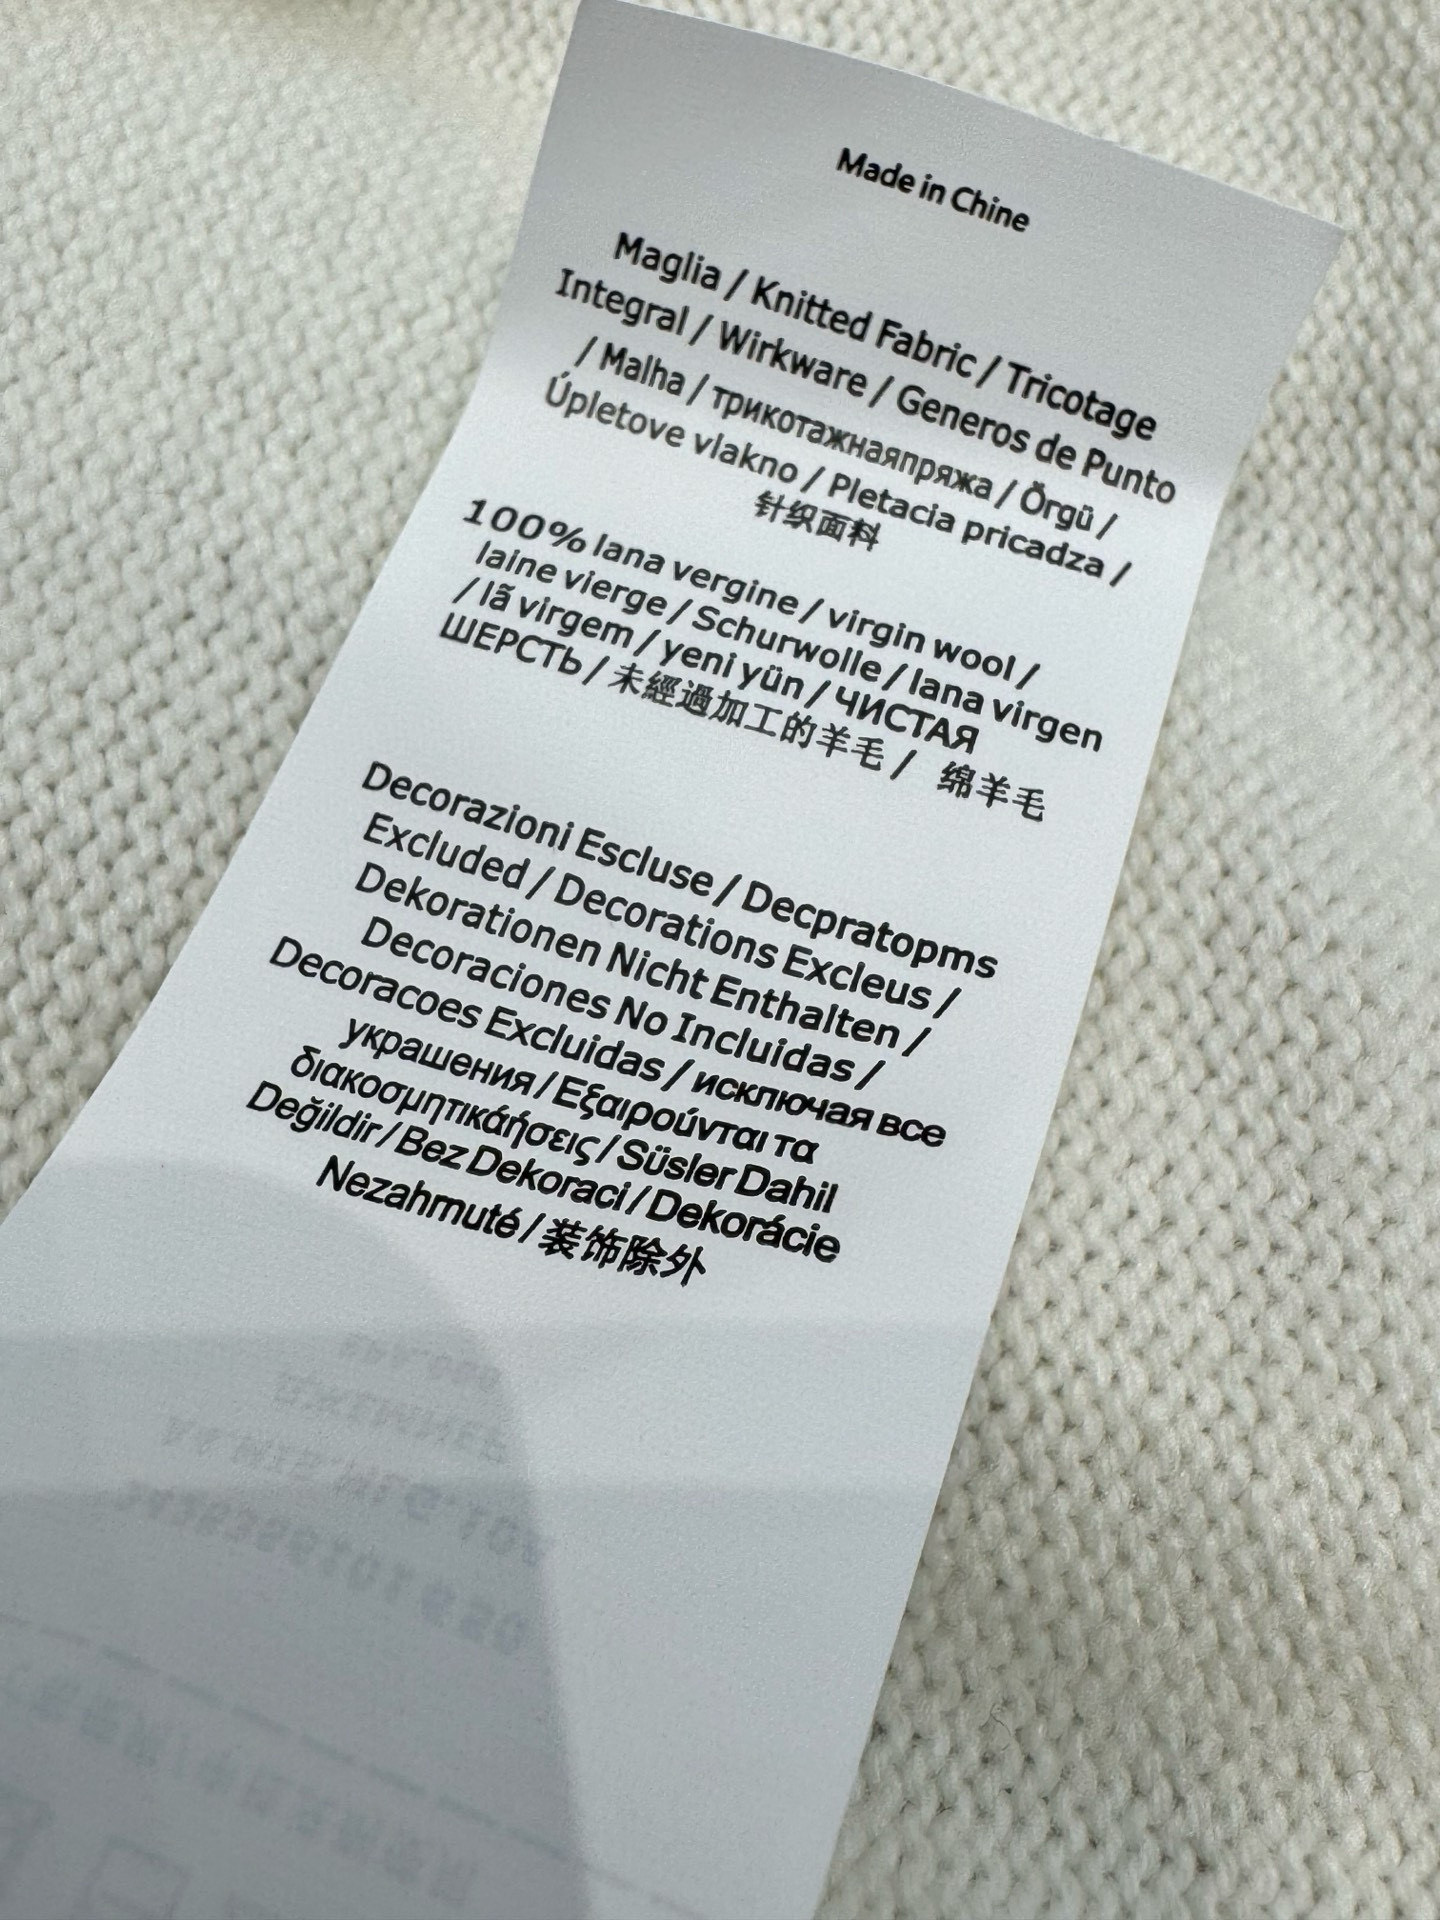 Made in Chine
Maglia / Knitted Fabric / Tricotage
Integral / Wirkware / Generos de Punto
/ Malha / трикотажнаяпряжа / Örgü /
Úpletove vlakno / Pletacia pricadza /
针织面料
100% lana vergine / virgin wool /
laine vierge / Schurwolle / lana virgen
/ lã virgem / yeni yün / ЧИСТАЯ
ШЕРСТЬ / 未經過加工的羊毛 / 绵羊毛
Decorazioni Escluse / Decpratopms
Excluded / Decorations Excleus /
Dekorationen Nicht Enthalten /
Decoraciones No Incluidas /
Decoracoes Excluidas / исключая все
украшения / Εξαιρούνται τα
διακοσμητικάήσεις / Süsler Dahil
Değildir / Bez Dekoraci / Dekorácie
Nezahrnuté / 装饰除外